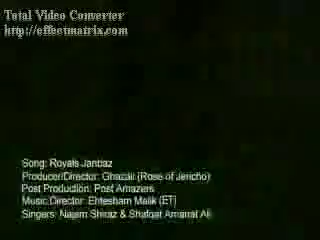 Total Video Converter
http://effectmatrix.com
Song: Royals Janbaz
Producer/Director: Ghazali (Rose of Jericho)
Post Production: Post Amazers
Music Director: Ehtesham Malik (ET)
Singers: Najam Shiraz & Shafqat Amanat Ali